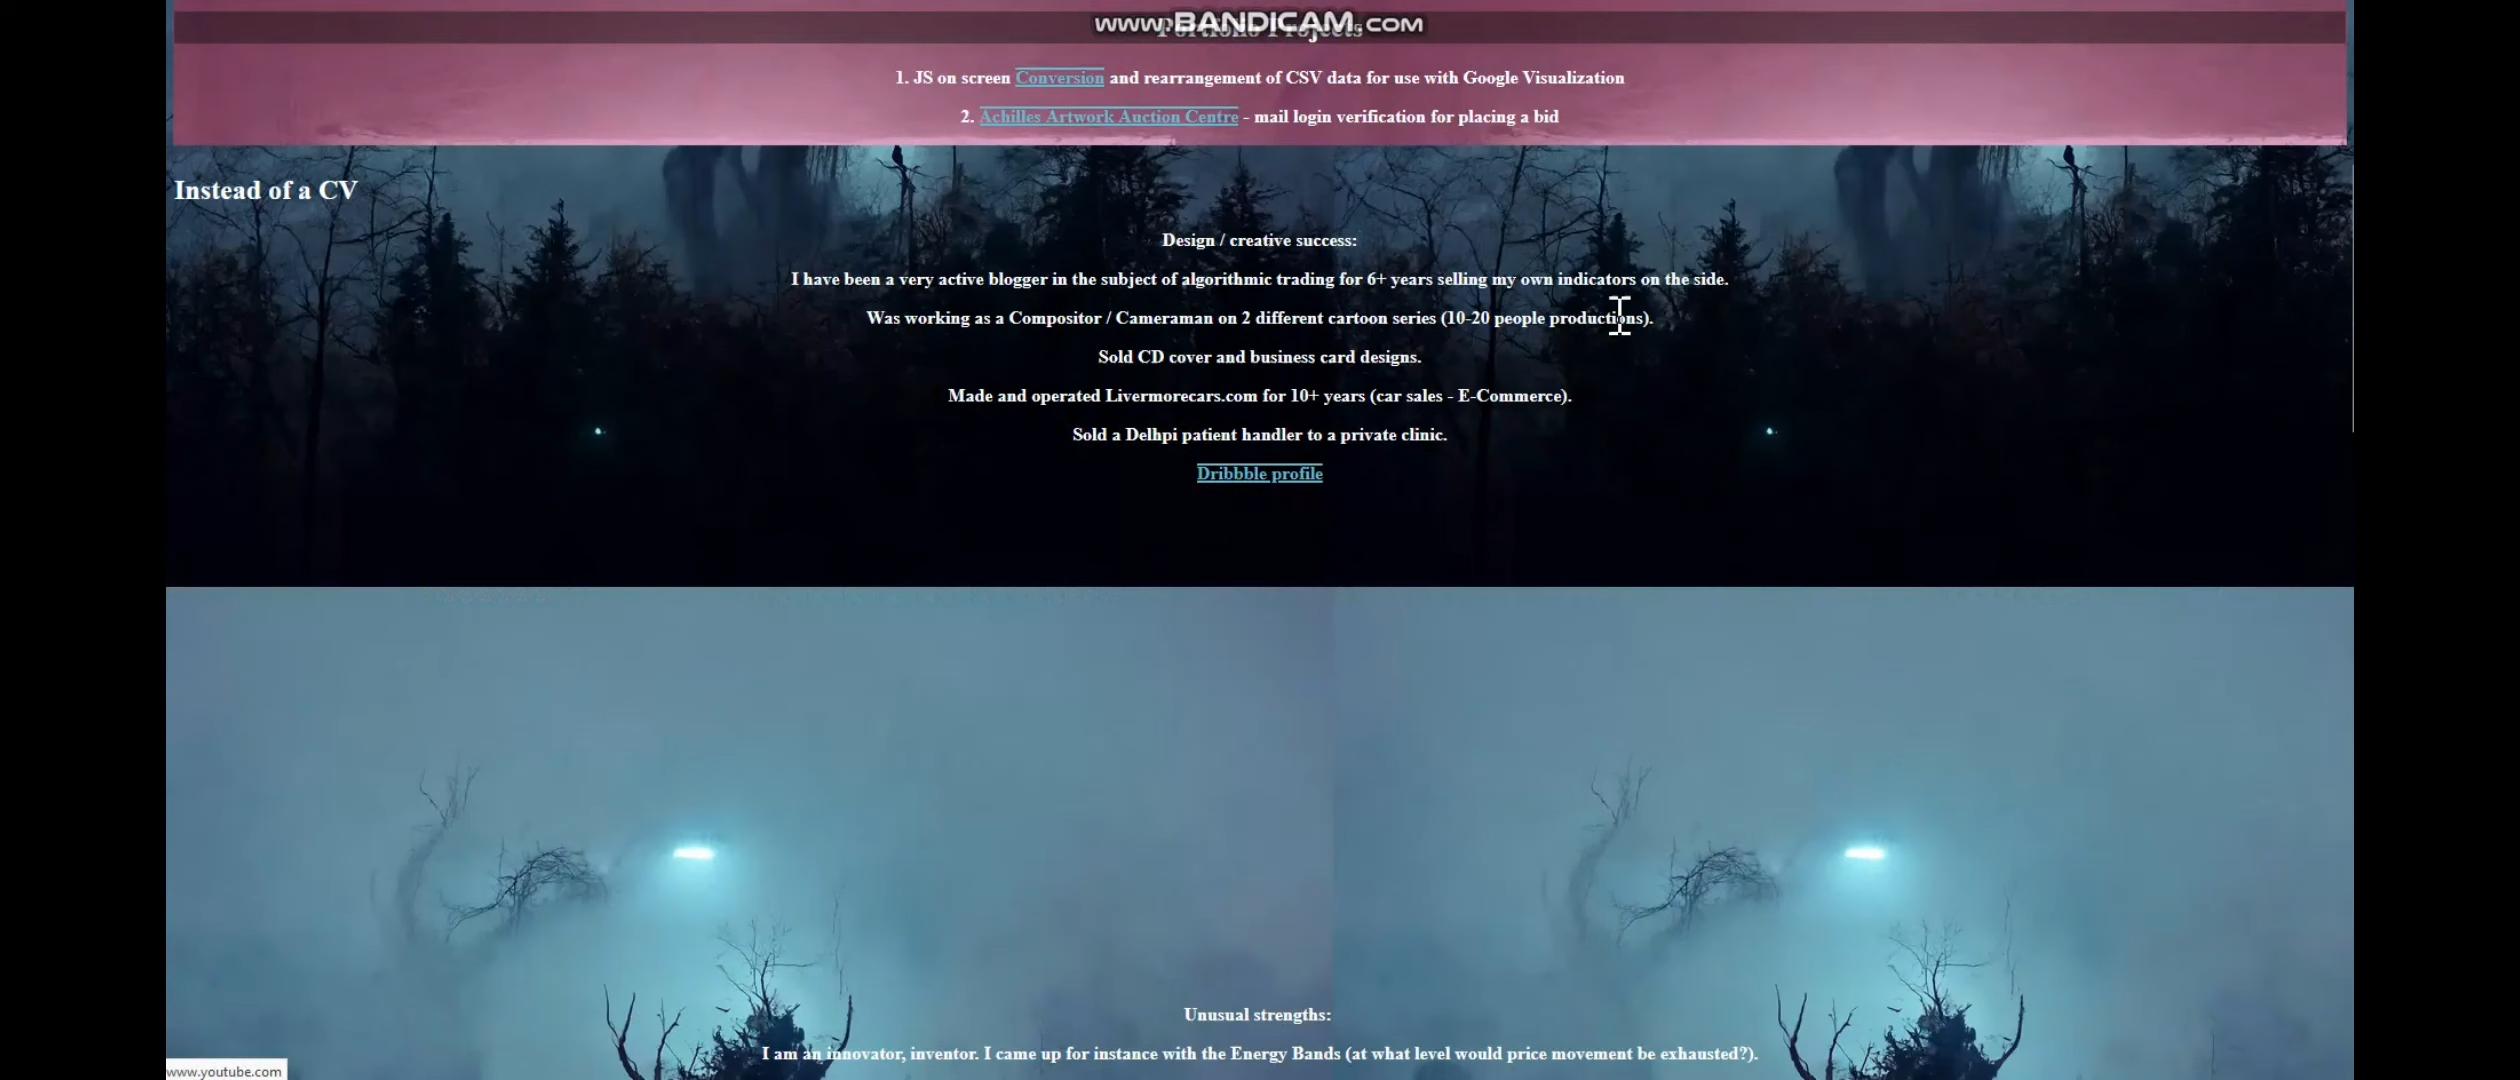 www.BANDICAM.com
Portfolio Projects
1. JS on screen Conversion and rearrangement of CSV data for use with Google Visualization
2. Achilles Artwork Auction Centre - mail login verification for placing a bid
Instead of a CV
Design / creative success:
I have been a very active blogger in the subject of algorithmic trading for 6+ years selling my own indicators on the side.
Was working as a Compositor / Cameraman on 2 different cartoon series (10-20 people productions).
Sold CD cover and business card designs.
Made and operated Livermorecars.com for 10+ years (car sales - E-Commerce).
Sold a Delhpi patient handler to a private clinic.
Dribbble profile
Unusual strengths:
I am an innovator, inventor. I came up for instance with the Energy Bands (at what level would price movement be exhausted?).
www.youtube.com